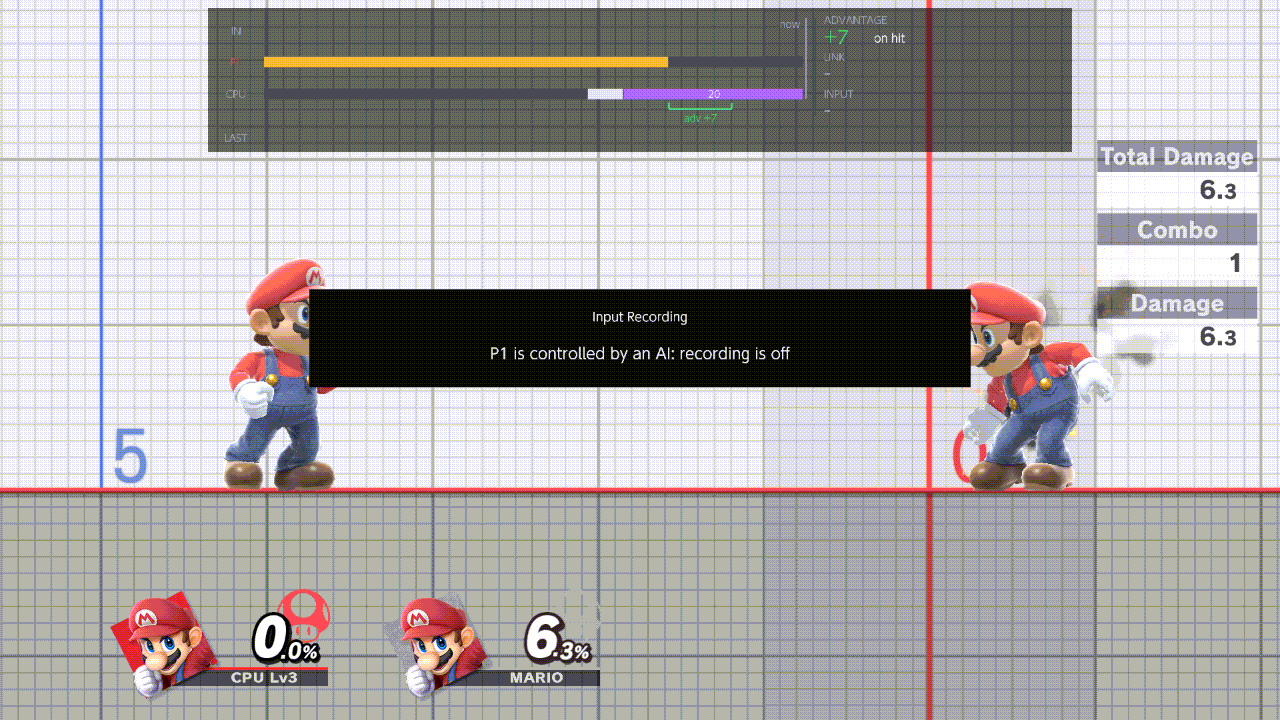 IN
now
ADVANTAGE
+7 on hit
LINK
–
P1
CPU
20
INPUT
–
adv +7
LAST
Total Damage
6.3
Combo
1
Damage
6.3
M
M
Input Recording
P1 is controlled by an AI: recording is off
5
0
M
0.0%
CPU Lv3
M
6.3%
MARIO